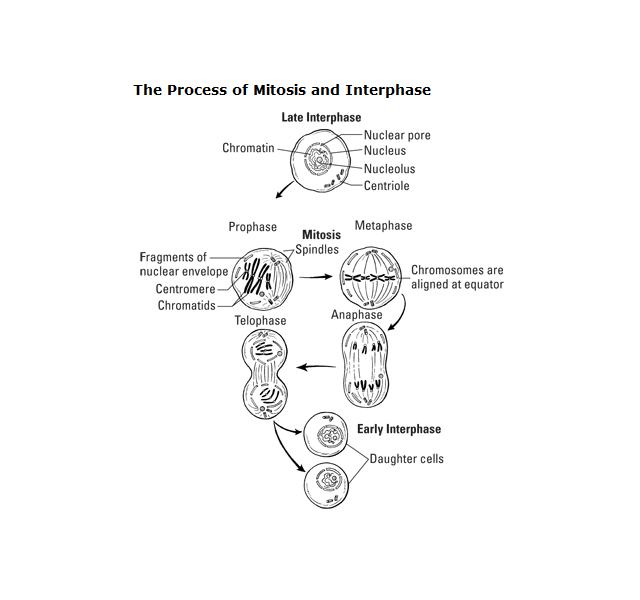 The Process of Mitosis and Interphase
Late Interphase
Nuclear pore
Chromatin
Nucleus
Nucleolus
Centriole
Prophase
Mitosis
Metaphase
Spindles
Fragments of
nuclear envelope
Centromere
Chromatids
Chromosomes are
aligned at equator
Telophase
Anaphase
Early Interphase
Daughter cells